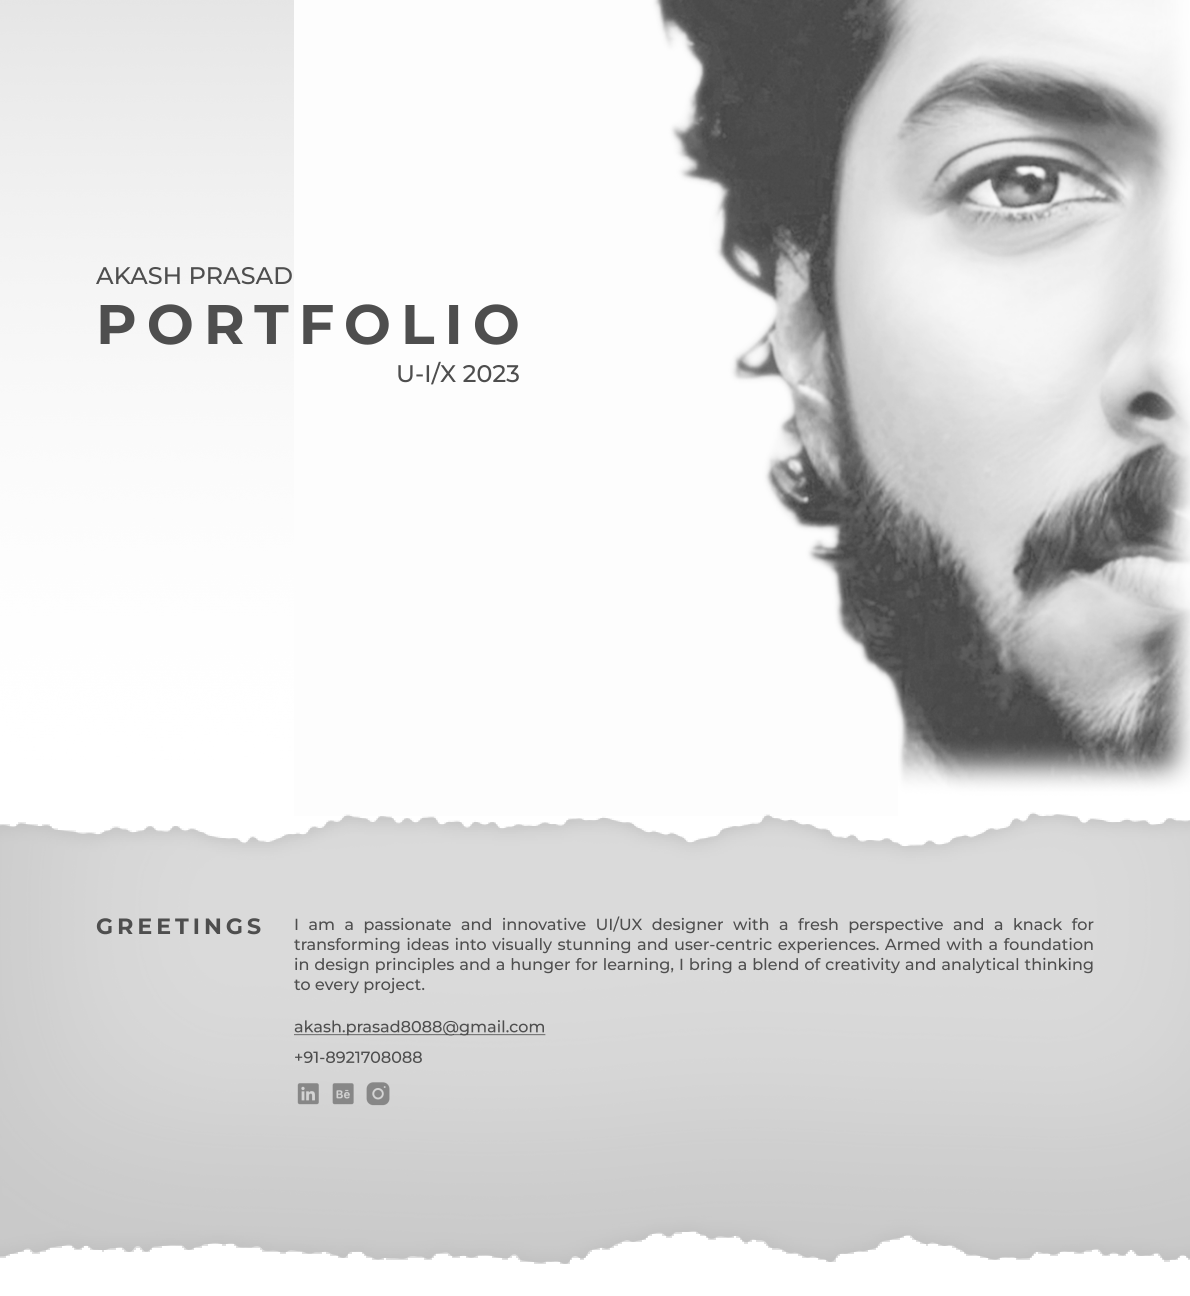 AKASH PRASAD
PORTFOLIO
U-I/X 2023
GREETINGS
I am a passionate and innovative UI/UX designer with a fresh perspective and a knack for
transforming ideas into visually stunning and user-centric experiences. Armed with a foundation
in design principles and a hunger for learning, I bring a blend of creativity and analytical thinking
to every project.
akash.prasad8088@gmail.com
+91-8921708088
in Bē